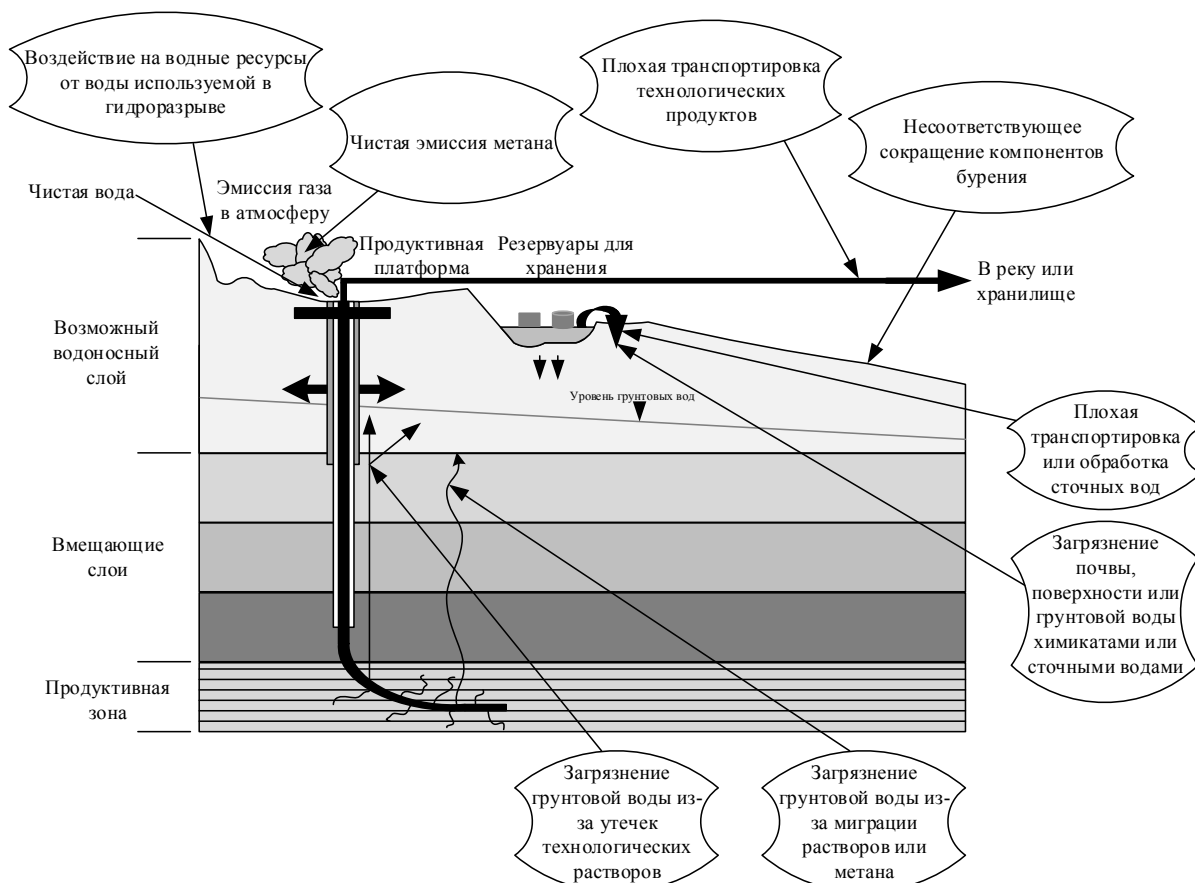 Воздействие на водные ресурсы
от воды используемой в
гидроразрыве
Плохая транспортировка
технологических
продуктов
Чистая эмиссия метана
Несоответствующее
сокращение компонентов
бурения
Чистая вода
Эмиссия газа
в атмосферу
Продуктивная
платформа
Резервуары для
хранения
В реку или
хранилище
Возможный
водоносный
слой
Уровень грунтовых вод
Плохая
транспортировка
или обработка
сточных вод
Вмещающие
слои
Загрязнение
почвы,
поверхности или
грунтовой воды
химикатами или
сточными водами
Продуктивная
зона
Загрязнение
грунтовой воды из-
за утечек
технологических
растворов
Загрязнение
грунтовой воды из-
за миграции
растворов или
метана